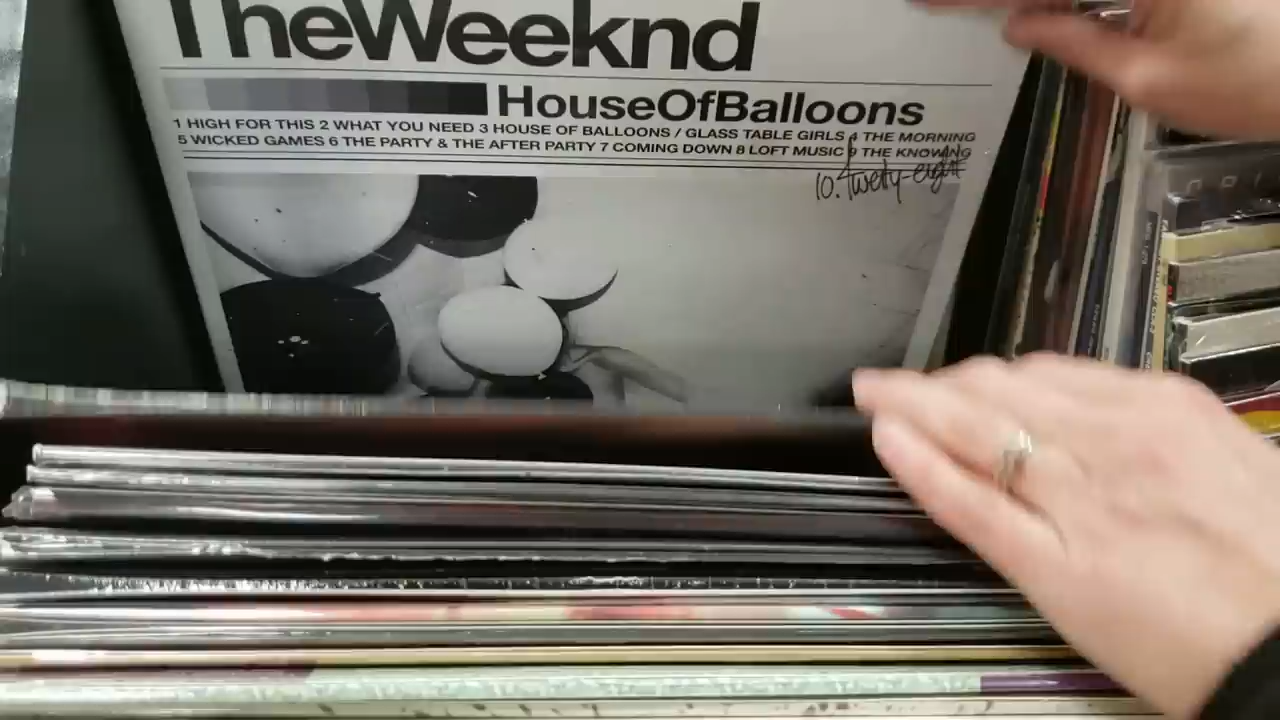 TheWeeknd
HouseOfBalloons
1 HIGH FOR THIS 2 WHAT YOU NEED 3 HOUSE OF BALLOONS / GLASS TABLE GIRLS 4 THE MORNING
5 WICKED GAMES 6 THE PARTY & THE AFTER PARTY 7 COMING DOWN 8 LOFT MUSIC 9 THE KNOWING
10. twenty-eight